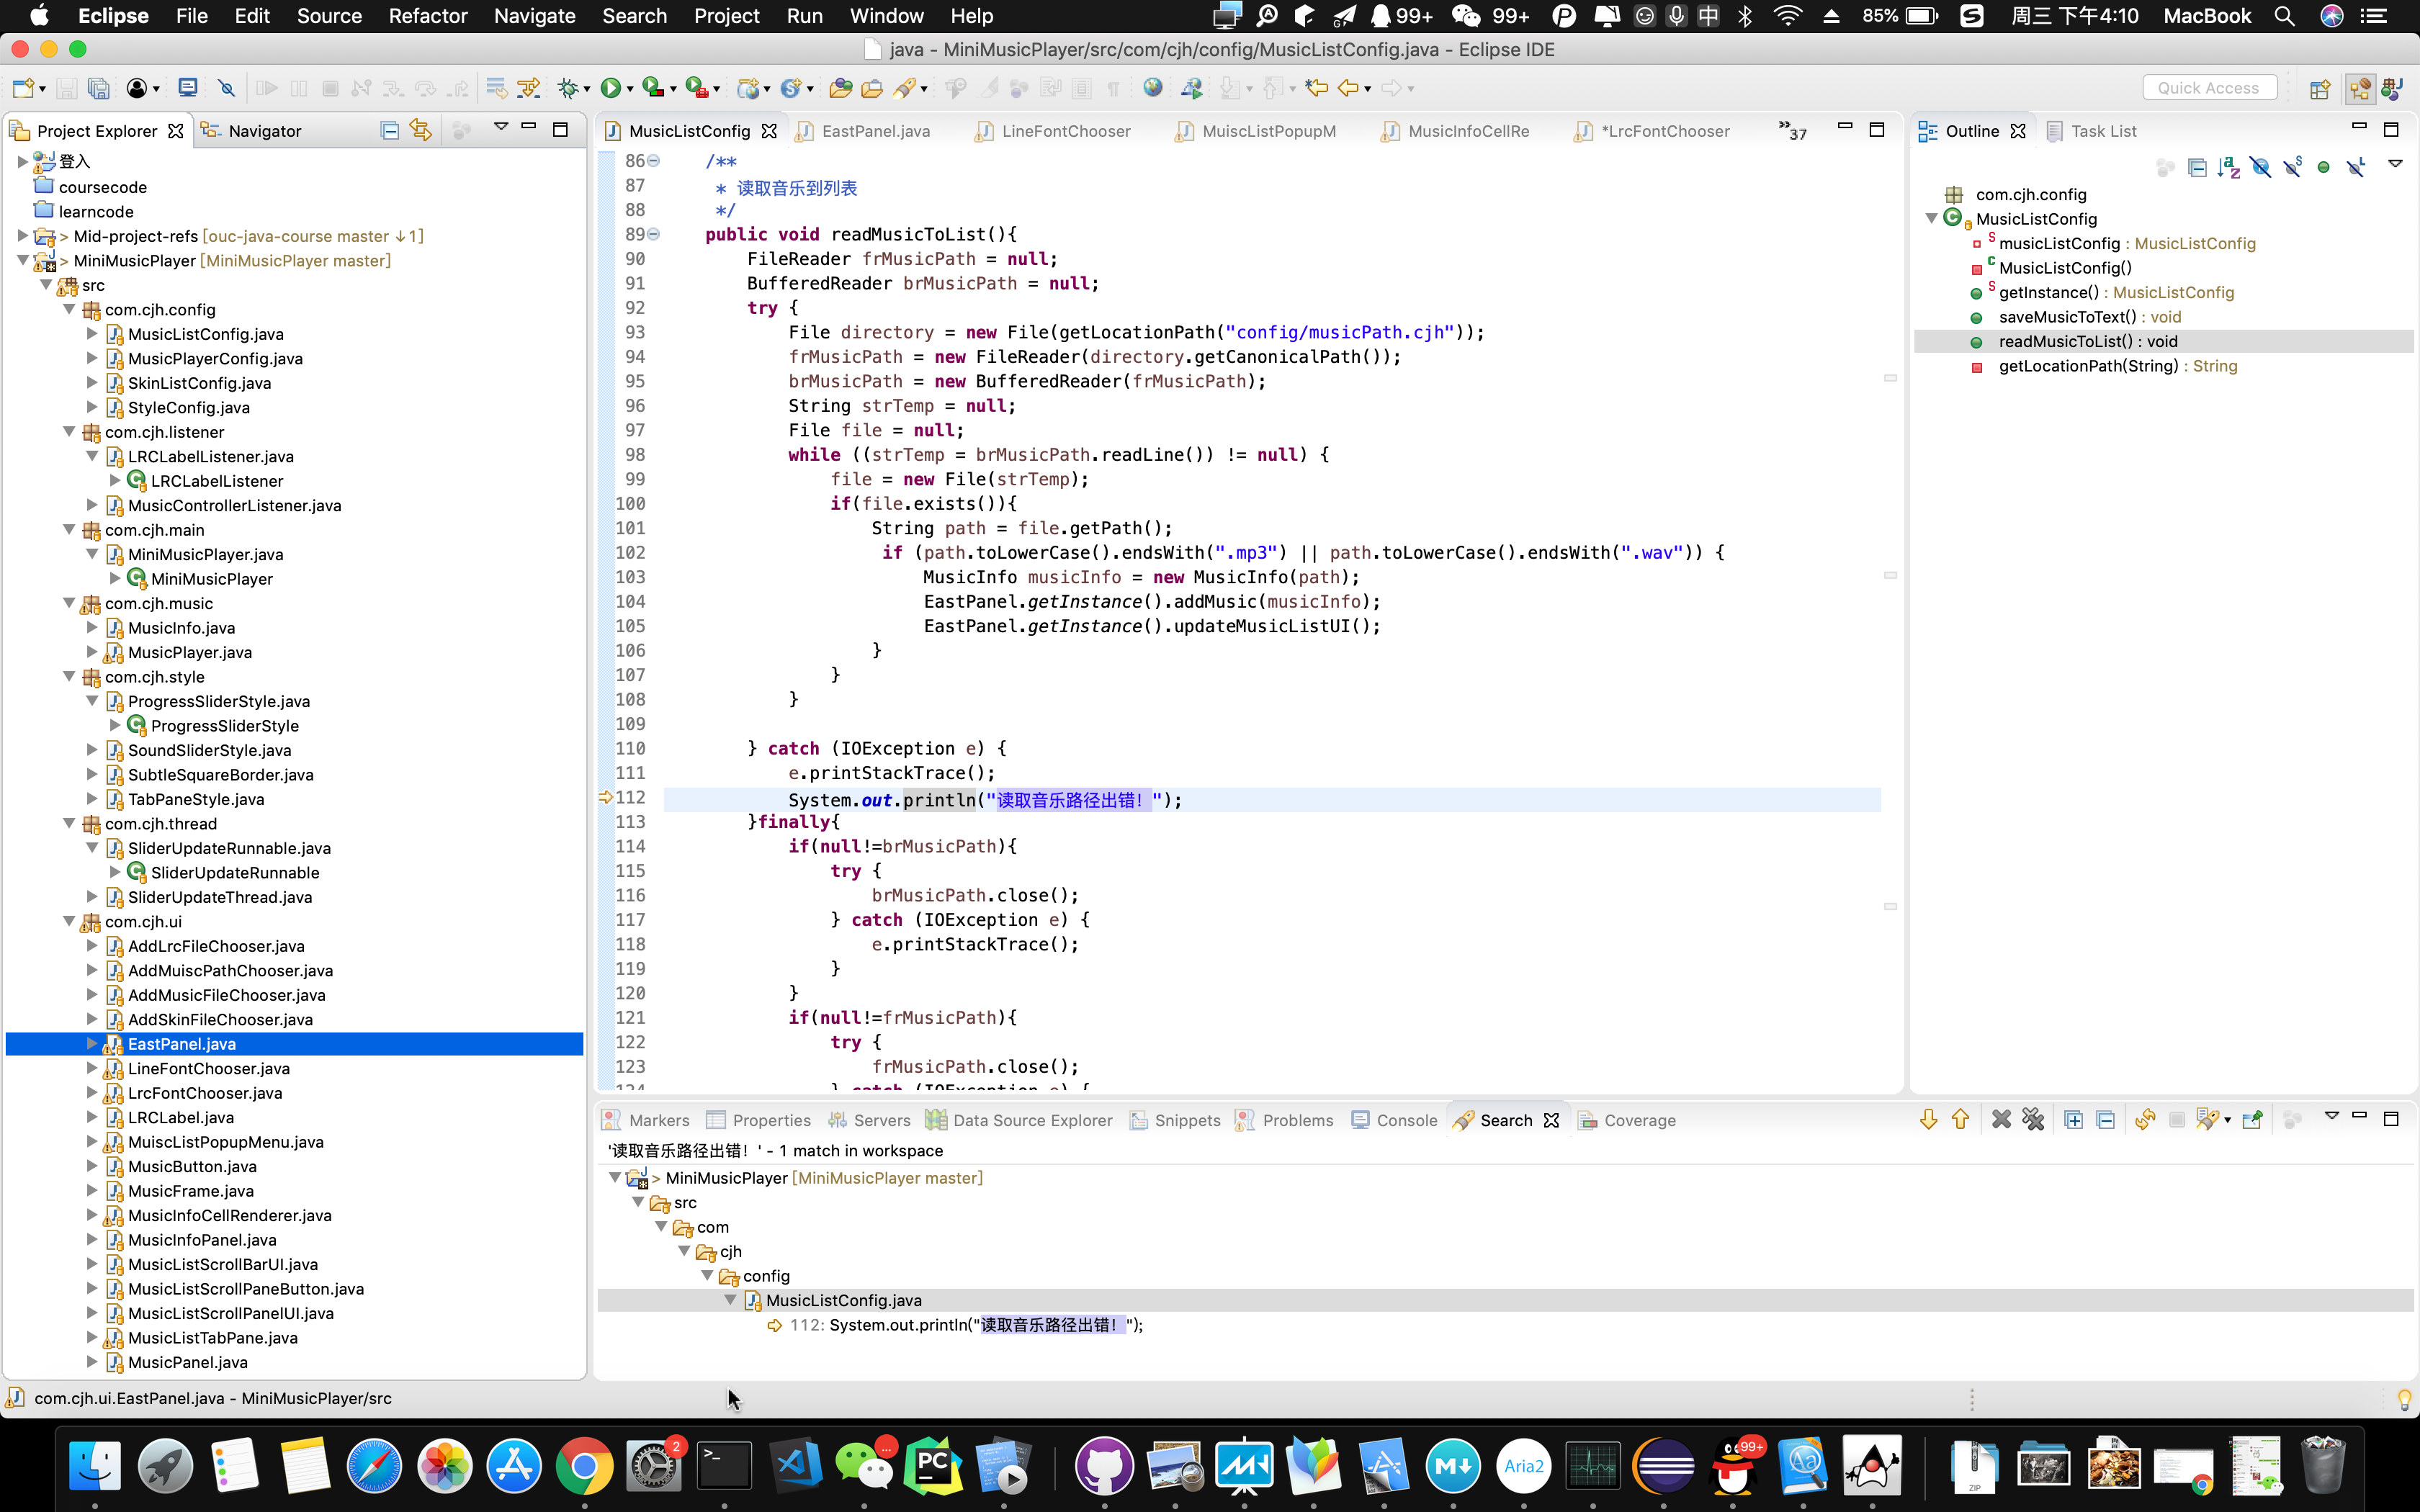 Eclipse File Edit Source Refactor Navigate Search Project Run Window Help 99+ 99+ 中 85% 周三 下午4:10 MacBook
java - MiniMusicPlayer/src/com/cjh/config/MusicListConfig.java - Eclipse IDE
Quick Access
Project Explorer Navigator
登入
coursecode
learncode
> Mid-project-refs [ouc-java-course master ↓1]
> MiniMusicPlayer [MiniMusicPlayer master]
src
com.cjh.config
MusicListConfig.java
MusicPlayerConfig.java
SkinListConfig.java
StyleConfig.java
com.cjh.listener
LRCLabelListener.java
LRCLabelListener
MusicControllerListener.java
com.cjh.main
MiniMusicPlayer.java
MiniMusicPlayer
com.cjh.music
MusicInfo.java
MusicPlayer.java
com.cjh.style
ProgressSliderStyle.java
ProgressSliderStyle
SoundSliderStyle.java
SubtleSquareBorder.java
TabPaneStyle.java
com.cjh.thread
SliderUpdateRunnable.java
SliderUpdateRunnable
SliderUpdateThread.java
com.cjh.ui
AddLrcFileChooser.java
AddMuiscPathChooser.java
AddMusicFileChooser.java
AddSkinFileChooser.java
EastPanel.java
LineFontChooser.java
LrcFontChooser.java
LRCLabel.java
MuiscListPopupMenu.java
MusicButton.java
MusicFrame.java
MusicInfoCellRenderer.java
MusicInfoPanel.java
MusicListScrollBarUI.java
MusicListScrollPaneButton.java
MusicListScrollPanelUI.java
MusicListTabPane.java
MusicPanel.java
MusicListConfig EastPanel.java LineFontChooser MuiscListPopupM MusicInfoCellRe *LrcFontChooser »37
86 /**
87 * 读取音乐到列表
88 */
89 public void readMusicToList(){
90 FileReader frMusicPath = null;
91 BufferedReader brMusicPath = null;
92 try {
93 File directory = new File(getLocationPath("config/musicPath.cjh"));
94 frMusicPath = new FileReader(directory.getCanonicalPath());
95 brMusicPath = new BufferedReader(frMusicPath);
96 String strTemp = null;
97 File file = null;
98 while ((strTemp = brMusicPath.readLine()) != null) {
99 file = new File(strTemp);
100 if(file.exists()){
101 String path = file.getPath();
102 if (path.toLowerCase().endsWith(".mp3") || path.toLowerCase().endsWith(".wav")) {
103 MusicInfo musicInfo = new MusicInfo(path);
104 EastPanel.getInstance().addMusic(musicInfo);
105 EastPanel.getInstance().updateMusicListUI();
106 }
107 }
108 }
109
110 } catch (IOException e) {
111 e.printStackTrace();
112 System.out.println("读取音乐路径出错！");
113 }finally{
114 if(null!=brMusicPath){
115 try {
116 brMusicPath.close();
117 } catch (IOException e) {
118 e.printStackTrace();
119 }
120 }
121 if(null!=frMusicPath){
122 try {
123 frMusicPath.close();
124 } catch (IOException e) {
Outline Task List
com.cjh.config
MusicListConfig
musicListConfig : MusicListConfig
MusicListConfig()
getInstance() : MusicListConfig
saveMusicToText() : void
readMusicToList() : void
getLocationPath(String) : String
Markers Properties Servers Data Source Explorer Snippets Problems Console Search Coverage
'读取音乐路径出错！' - 1 match in workspace
> MiniMusicPlayer [MiniMusicPlayer master]
src
com
cjh
config
MusicListConfig.java
112: System.out.println("读取音乐路径出错！");
com.cjh.ui.EastPanel.java - MiniMusicPlayer/src
2 PC M Aria2 99+ Aa ZIP